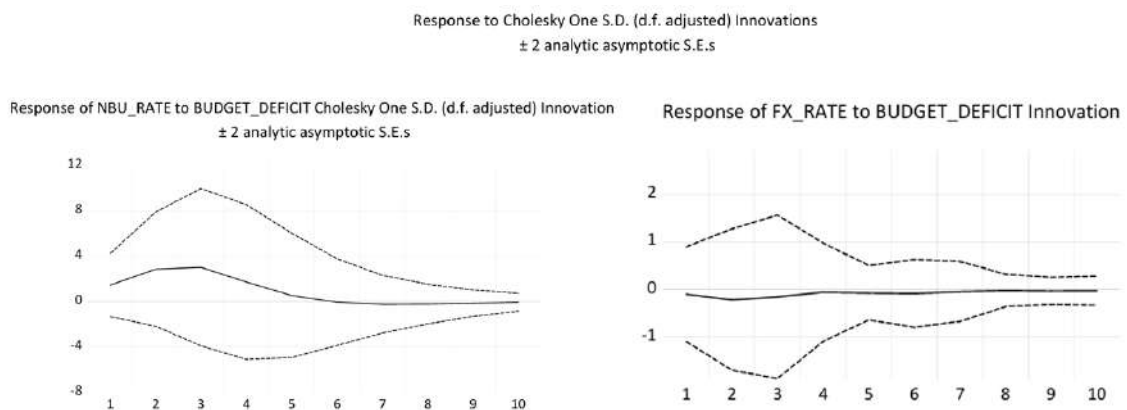 Response to Cholesky One S.D. (d.f. adjusted) Innovations
± 2 analytic asymptotic S.E.s
Response of NBU_RATE to BUDGET_DEFICIT Cholesky One S.D. (d.f. adjusted) Innovation
± 2 analytic asymptotic S.E.s
12
8
4
0
-4
-8
1 2 3 4 5 6 7 8 9 10
Response of FX_RATE to BUDGET_DEFICIT Innovation
2
1
0
-1
1 2 3 4 5 6 7 8 9 10